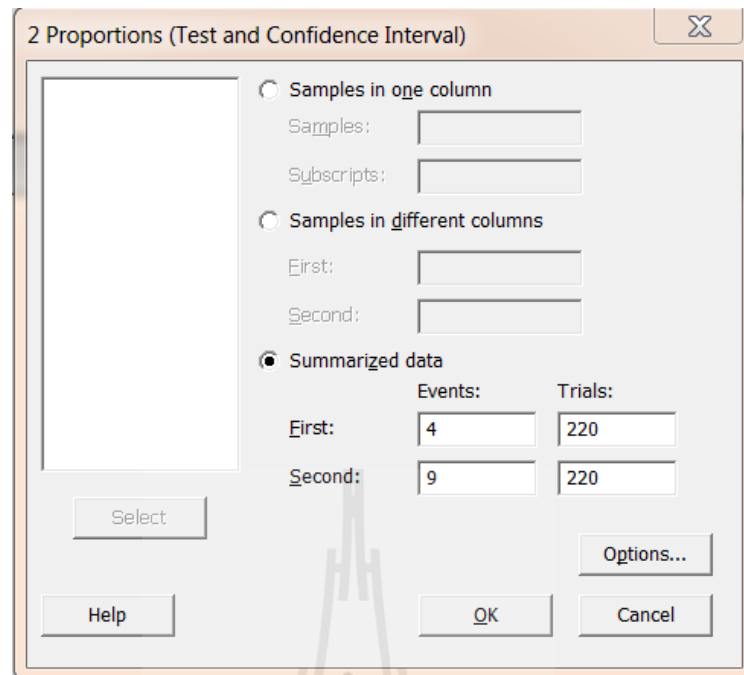 2 Proportions (Test and Confidence Interval)
Samples in one column
Samples:
Subscripts:
Samples in different columns
First:
Second:
Summarized data
Events: Trials:
First: 4 220
Second: 9 220
Select
Options...
Help OK Cancel